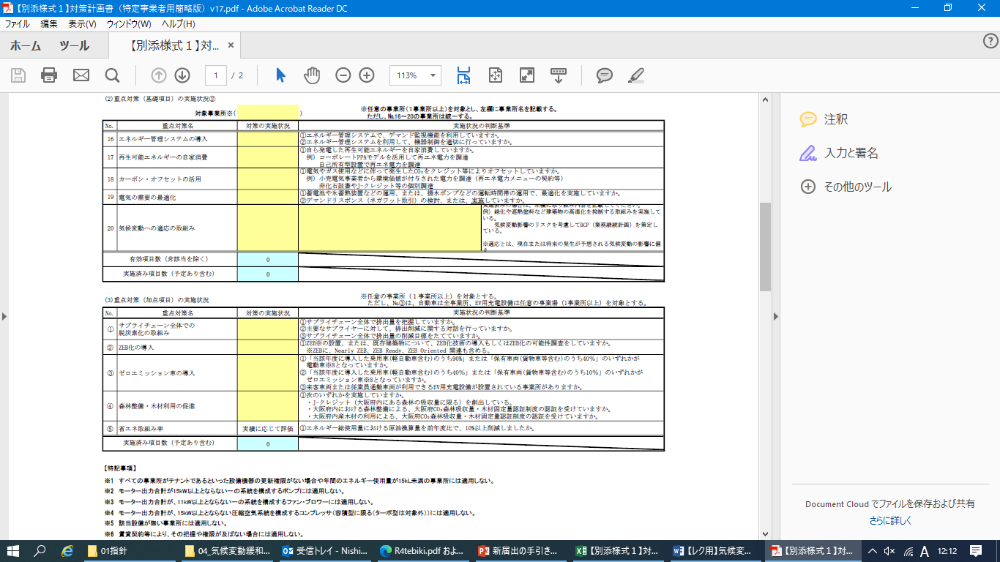 【別添様式１】対策計画書（特定事業者用簡略版）v17.pdf - Adobe Acrobat Reader DC
ファイル 編集 表示(V) ウィンドウ(W) ヘルプ(H)
ホーム ツール 【別添様式１】対... ×
1 / 2 113%
(2)重点対策（基礎項目）の実施状況②
対象事業所※( )
※任意の事業所(1事業所以上)を対象とし、左欄に事業所名を記載する。
ただし、№16～20の事業所は統一する。
No. 重点対策名 対策の実施状況 実施状況の判断基準
16 エネルギー管理システムの導入
①エネルギー管理システムで、デマンド監視機能を利用していますか。
②エネルギー管理システムを利用して、機器制御を適切に行っていますか。
17 再生可能エネルギーの自家消費
①自ら発電した再生可能エネルギーを自家消費していますか。
例）コーポレートPPAモデルを活用して再エネ電力を調達
自己所有型設置で再エネ電力を調達
18 カーボン・オフセットの活用
①電気やガス使用などに伴って発生したCO₂をクレジット等によりオフセットしていますか。
例）小売電気事業者から環境価値が付与された電力を調達（再エネ電力メニューの契約等）
非化石証書やJ-クレジット等の個別調達
19 電気の需要の最適化
①蓄電池や氷蓄熱装置などの運用、または、揚水ポンプなどの運転時間帯の運用で、最適化を実施していますか。
②デマンドリスポンス（ネガワット取引）の検討、または、実施していますか。
20 気候変動への適応の取組み
実施済みの場合は、左欄に取り組み内容を記載してください。
例）緑化や遮熱塗料など建築物の高温化を抑制する取組みを実施して
いる。
気候変動影響のリスクを考慮してBCP（業務継続計画）を策定し
ている。
※適応とは、現在または将来の発生が予想される気候変動の影響に備
え
有効項目数（非該当を除く） 0
実施済み項目数（予定あり含む） 0
(3)重点対策（加点項目）の実施状況
※任意の事業所（１事業所以上）を対象とする。
ただし、No③は、自動車は全事業所、EV用充電設備は任意の事業場（1事業所以上）を対象とする。
No. 重点対策名 対策の実施状況 実施状況の判断基準
① サプライチェーン全体での
脱炭素化の取組み
①サプライチェーン全体で排出量を把握していますか。
②主要なサプライヤーに対して、排出削減に関する対話を行っていますか。
③サプライチェーン全体で排出量の削減目標をたてていますか。
② ZEB化の導入
①ZEB※の設置、または、既存建築物について、ZEB化技術の導入もしくはZEB化の可能性調査をしていますか。
※ZEBに、Nearly ZEB、ZEB Ready、ZEB Oriented 関連も含める。
③ ゼロエミッション車の導入
①「当該年度に導入した乗用車(軽自動車含む)のうち90%」または「保有車両(貨物車等含む)のうち40%」のいずれかが
電動車※8となっていますか。
②「当該年度に導入した乗用車(軽自動車含む)のうち40%」または「保有車両(貨物車等含む)のうち10%」のいずれかが
ゼロエミッション車※8となっていますか。
③来客車両または従業員通勤車両が利用できるEV用充電設備が設置されている事業所がありますか。
④ 森林整備・木材利用の促進
①次のいずれかを実施していますか。
・J-クレジット（大阪府内にある森林の吸収量に限る）を創出している。
・大阪府内における森林整備による、大阪府CO₂森林吸収量・木材固定量認証制度の認証を受けていますか。
・大阪府内産木材の利用による、大阪府CO₂森林吸収量・木材固定量認証制度の認証を受けていますか。
⑤ 省エネ取組み率 実績に応じて評価 ①エネルギー総使用量における原油換算量を前年度比で、10%以上削減しましたか。
実施済み項目数（予定あり含む） 0
【特記事項】
※1 すべての事業所がテナントであるといった設備機器の更新権限がない場合や年間のエネルギー使用量が15kL未満の事業所には適用しない。
※2 モーター出力合計が15kW以上とならない一の系統を構成するポンプには適用しない。
※3 モーター出力合計が、11kW以上とならない一の系統を構成するファン・ブロワーには適用しない。
※4 モーター出力合計が、15kW以上とならない圧縮空気系統を構成するコンプレッサ（容積型に限る(ターボ型は対象外)）には適用しない。
※5 該当設備が無い事業所には適用しない。
※6 賃貸契約等により、その把握や権限が及ばない場合には適用しない。
注釈
入力と署名
その他のツール
Document Cloud でファイルを保存および共有
さらに詳しく
01指針 04_気候変動緩和... 受信トレイ - Nishi... R4tebiki.pdf およ... 新届出の手引き... 【別添様式１】対... 【レク用】気候変... 【別添様式１】対... A 12:12